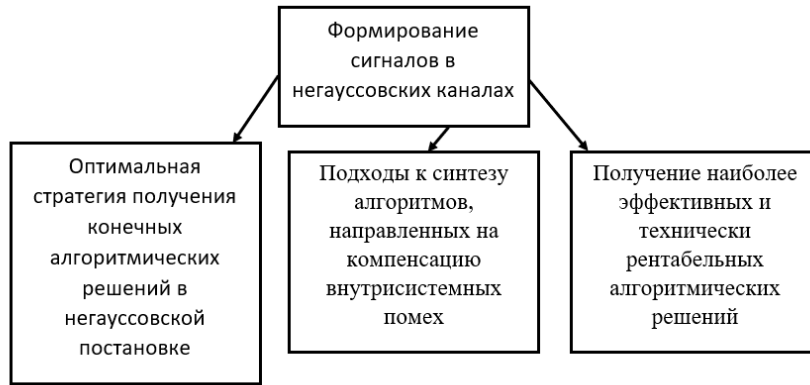 Формирование
сигналов в
негауссовских каналах
Оптимальная
стратегия получения
конечных
алгоритмических
решений в
негауссовской
постановке
Подходы к синтезу
алгоритмов,
направленных на
компенсацию
внутрисистемных
помех
Получение наиболее
эффективных и
технически
рентабельных
алгоритмических
решений